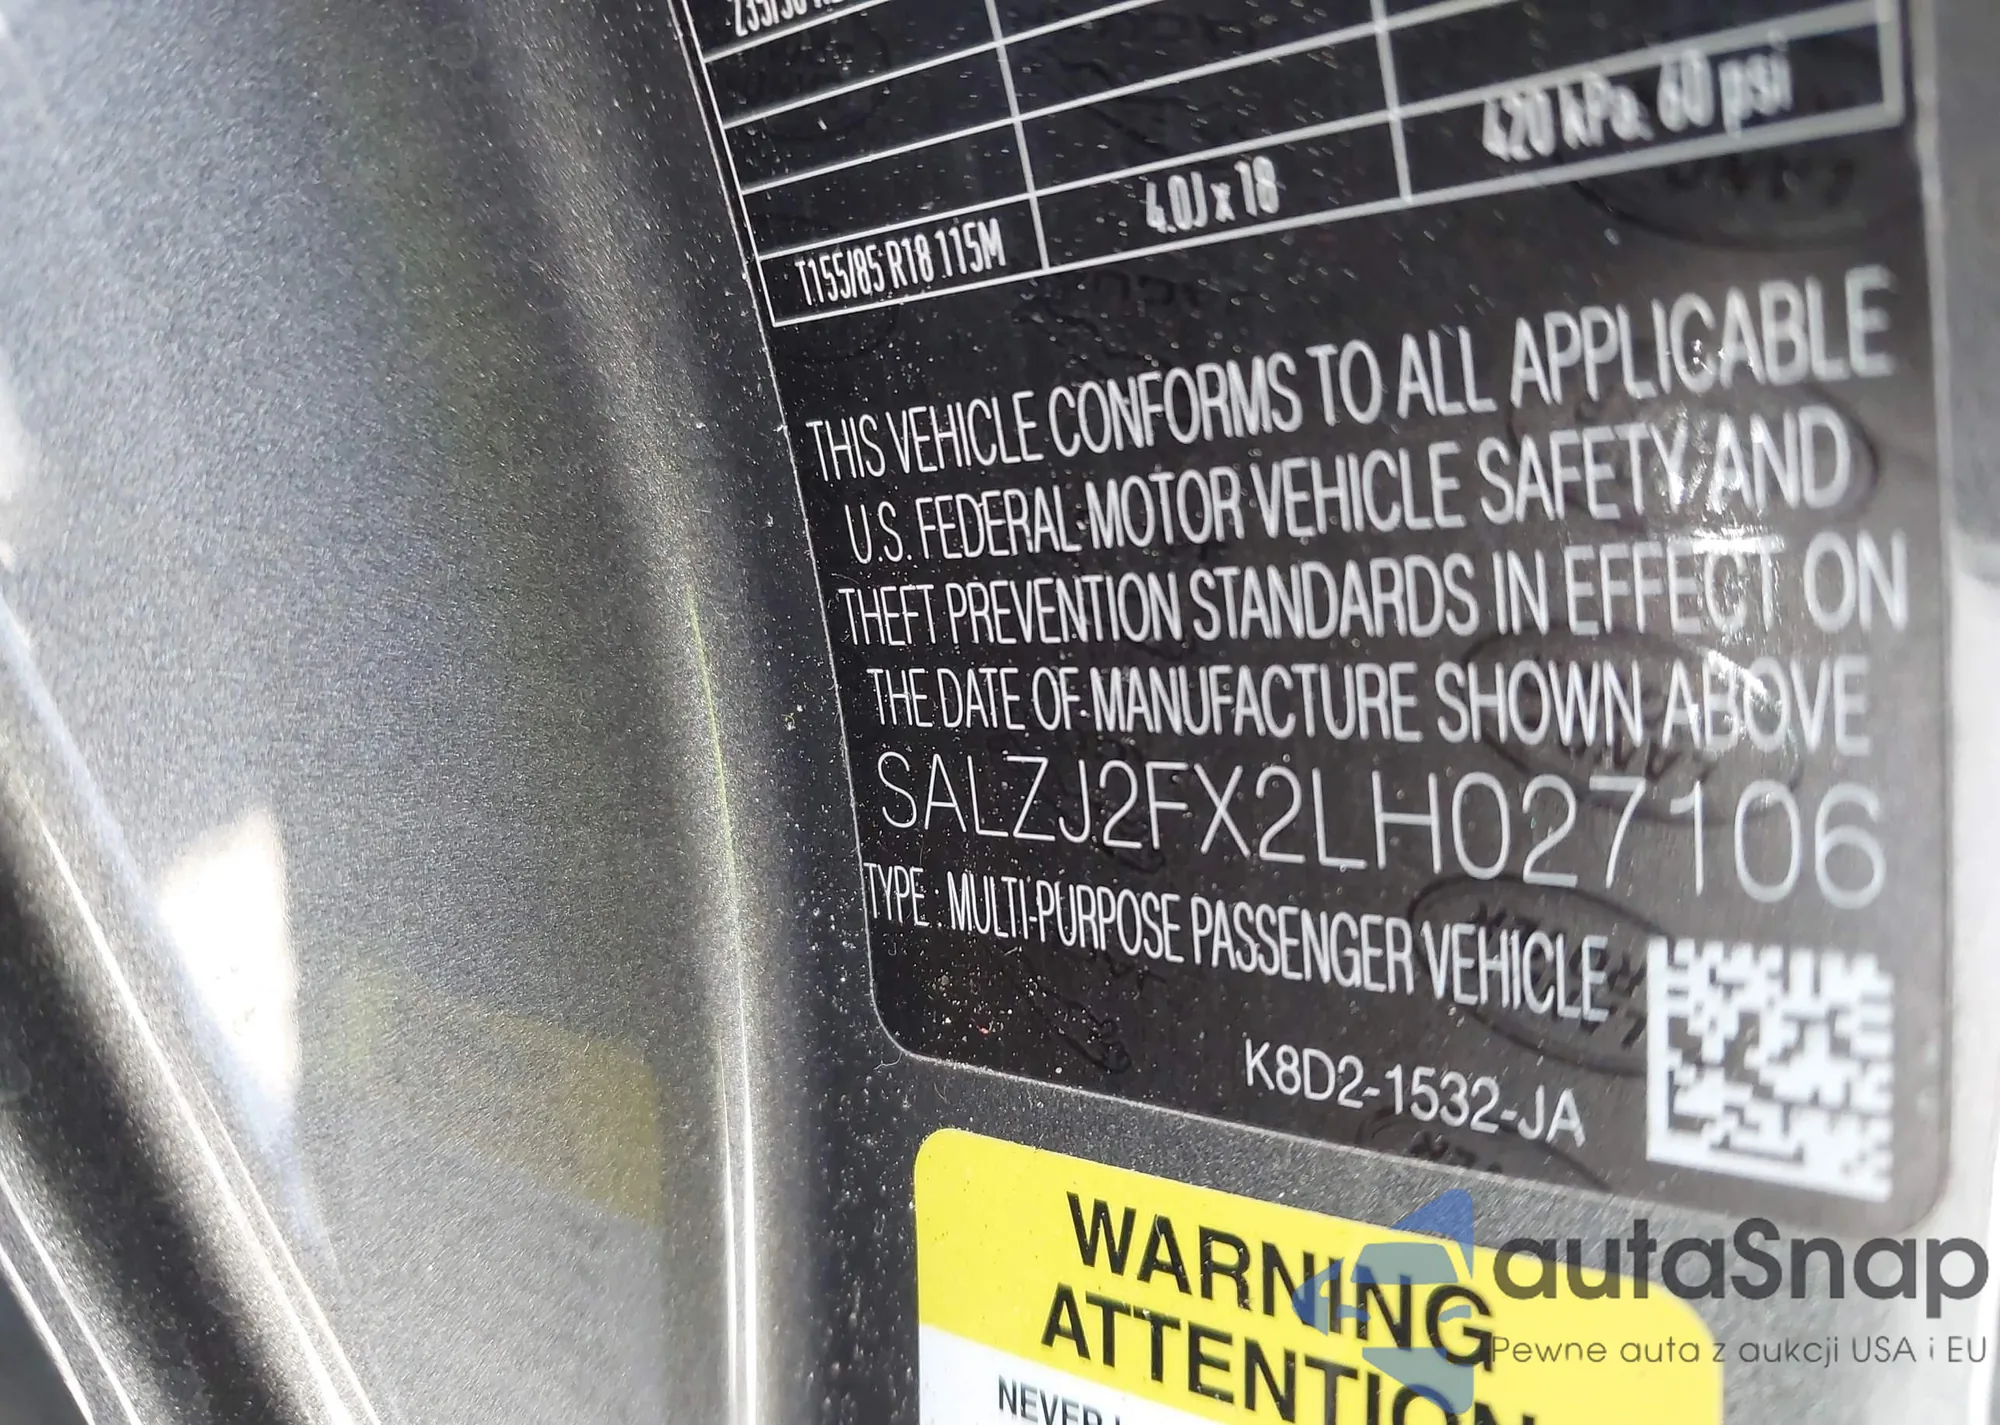 420 kPa, 60 psi
T155/85 R18 115M 4.0J x 18
THIS VEHICLE CONFORMS TO ALL APPLICABLE
U.S. FEDERAL MOTOR VEHICLE SAFETY AND
THEFT PREVENTION STANDARDS IN EFFECT ON
THE DATE OF MANUFACTURE SHOWN ABOVE
SALZJ2FX2LH027106
TYPE : MULTI-PURPOSE PASSENGER VEHICLE
K8D2-1532-JA
WARNING
ATTENTION
NEVER
autaSnap
Pewne auta z aukcji USA i EU